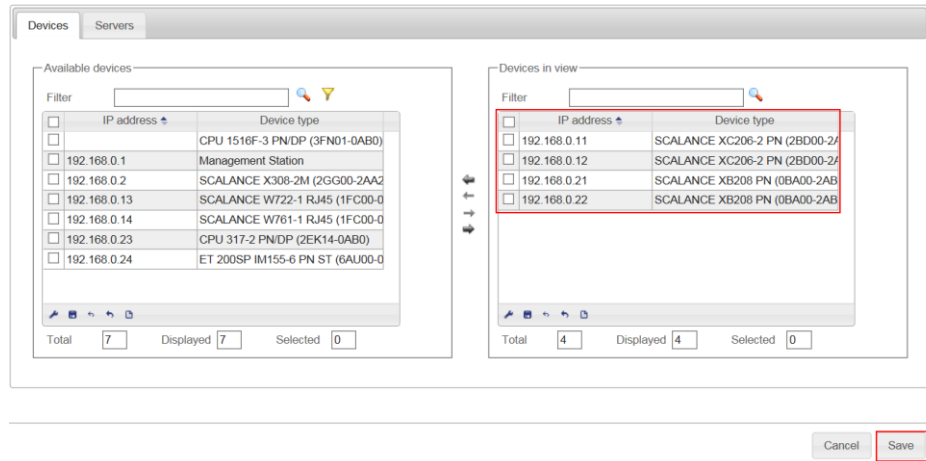 Devices Servers
Available devices
Filter
IP address Device type
CPU 1516F-3 PN/DP (3FN01-0AB0)
192.168.0.1 Management Station
192.168.0.2 SCALANCE X308-2M (2GG00-2AA2
192.168.0.13 SCALANCE W722-1 RJ45 (1FC00-0
192.168.0.14 SCALANCE W761-1 RJ45 (1FC00-0
192.168.0.23 CPU 317-2 PN/DP (2EK14-0AB0)
192.168.0.24 ET 200SP IM155-6 PN ST (6AU00-0
Total 7 Displayed 7 Selected 0
Devices in view
Filter
IP address Device type
192.168.0.11 SCALANCE XC206-2 PN (2BD00-2A
192.168.0.12 SCALANCE XC206-2 PN (2BD00-2A
192.168.0.21 SCALANCE XB208 PN (0BA00-2AB
192.168.0.22 SCALANCE XB208 PN (0BA00-2AB
Total 4 Displayed 4 Selected 0
Cancel Save